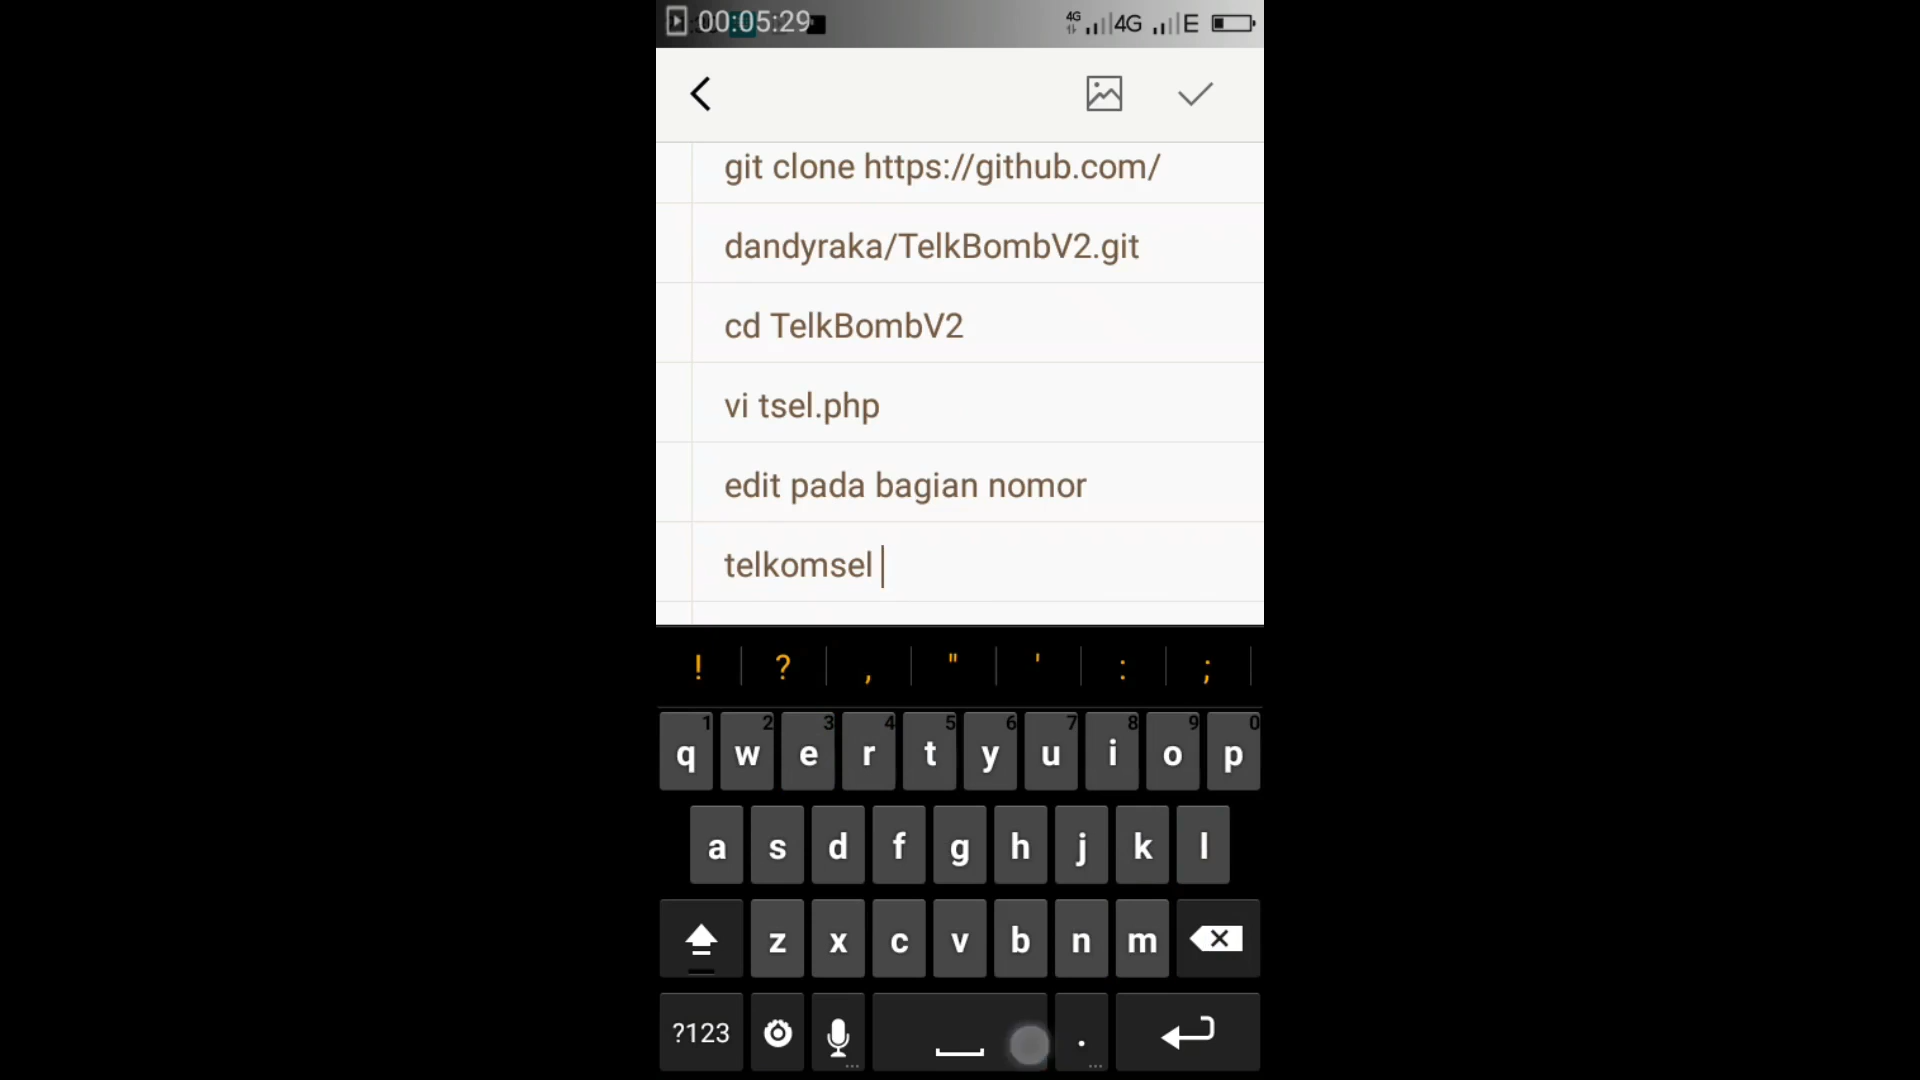 00:05:29 4G 4G E
git clone https://github.com/
dandyraka/TelkBombV2.git
cd TelkBombV2
vi tsel.php
edit pada bagian nomor
telkomsel
! ? , " ' : ;
1 2 3 4 5 6 7 8 9 0
q w e r t y u i o p
a s d f g h j k l
z x c v b n m
?123 .